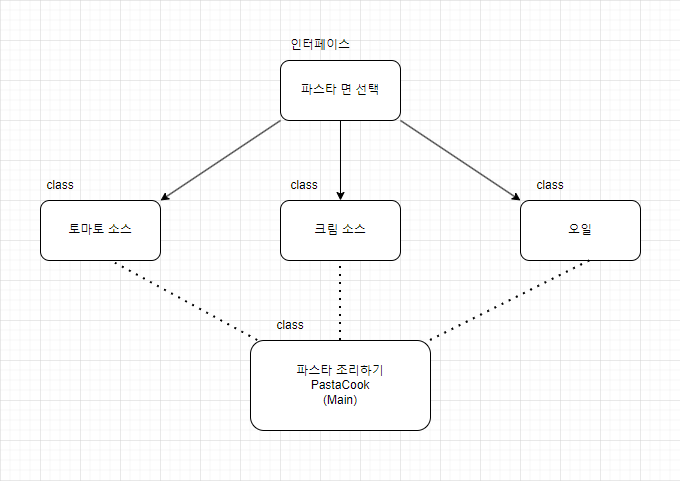 인터페이스
파스타 면 선택
class
class
class
토마토 소스
크림 소스
오일
class
파스타 조리하기
PastaCook
(Main)